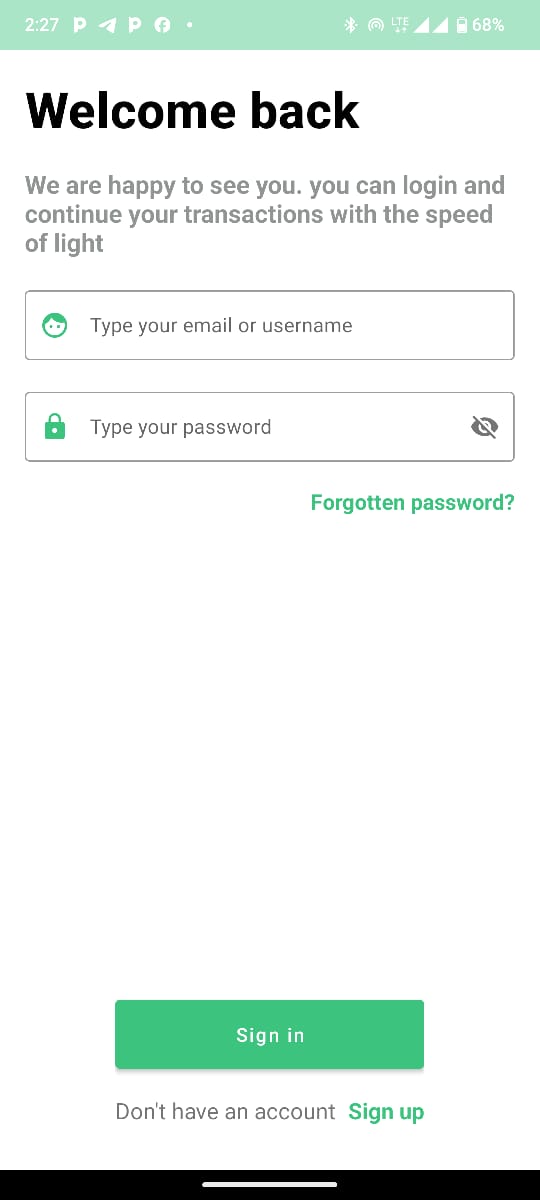 2:27 LTE 68%
Welcome back
We are happy to see you. you can login and
continue your transactions with the speed
of light
Type your email or username
Type your password
Forgotten password?
Sign in
Don't have an account Sign up